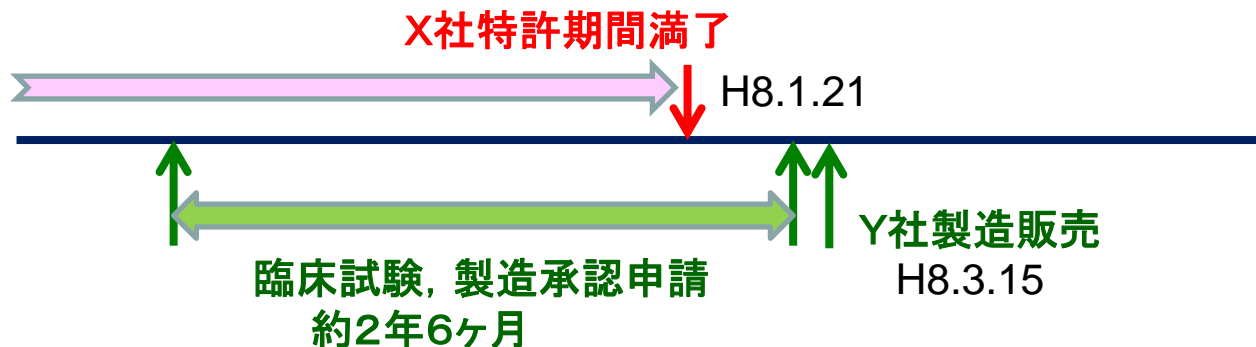 X社特許期間満了
H8.1.21
Y社製造販売
H8.3.15
臨床試験，製造承認申請
約２年６ヶ月